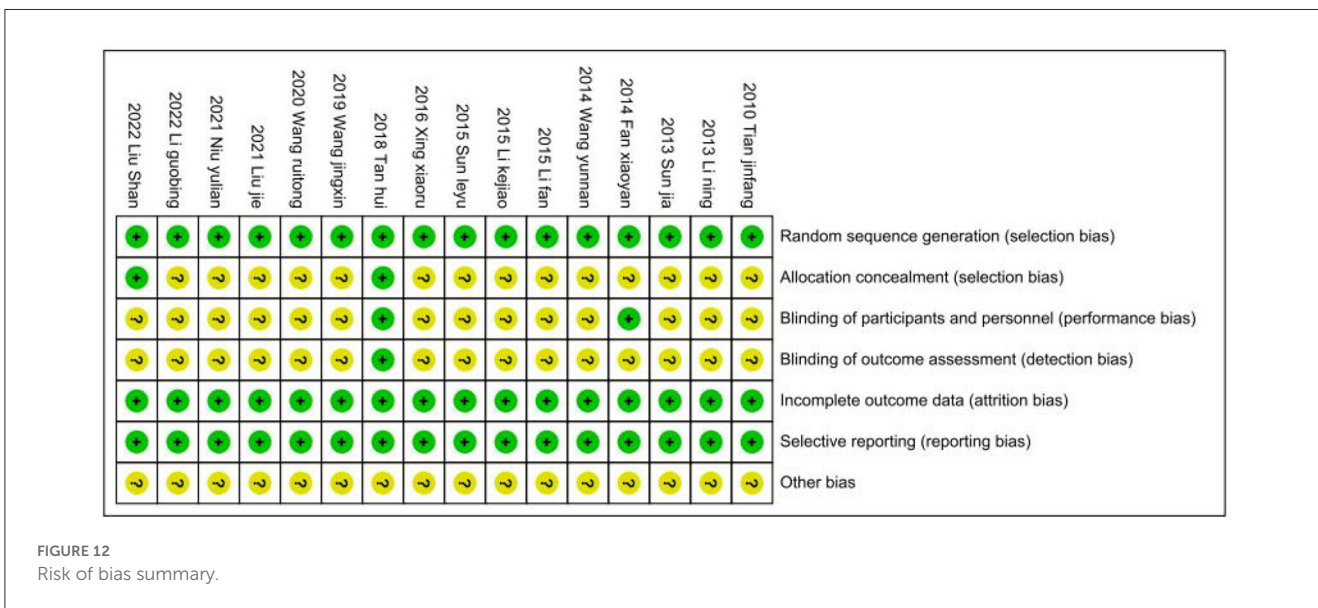 2022 Liu Shan
2022 Li guobing
2021 Niu yulian
2021 Liu jie
2020 Wang ruitong
2019 Wang jingxin
2018 Tan hui
2016 Xing xiaoru
2015 Sun leyu
2015 Li kejiao
2015 Li fan
2014 Wang yunnan
2014 Fan xiaoyan
2013 Sun jia
2013 Li ning
2010 Tian jinfang
+ + + + + + + + + + + + + + + + Random sequence generation (selection bias)
+ ? ? ? ? ? + ? ? ? ? ? ? ? ? ? Allocation concealment (selection bias)
? ? ? ? ? ? + ? ? ? ? ? + ? ? ? Blinding of participants and personnel (performance bias)
? ? ? ? ? ? + ? ? ? ? ? ? ? ? ? Blinding of outcome assessment (detection bias)
+ + + + + + + + + + + + + + + + Incomplete outcome data (attrition bias)
+ + + + + + + + + + + + + + + + Selective reporting (reporting bias)
? ? ? ? ? ? ? ? ? ? ? ? ? ? ? ? Other bias
FIGURE 12
Risk of bias summary.